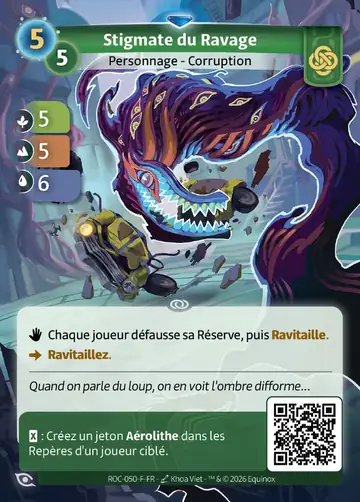 5
5
Stigmate du Ravage
Personnage - Corruption
5
5
6
Chaque joueur défausse sa Réserve, puis Ravitaille.
Ravitaillez.
Quand on parle du loup, on en voit l'ombre difforme...
X : Créez un jeton Aérolithe dans les
Repères d'un joueur ciblé.
ROC-050-F-FR - Khoa Viet - ™ & © 2026 Equinox